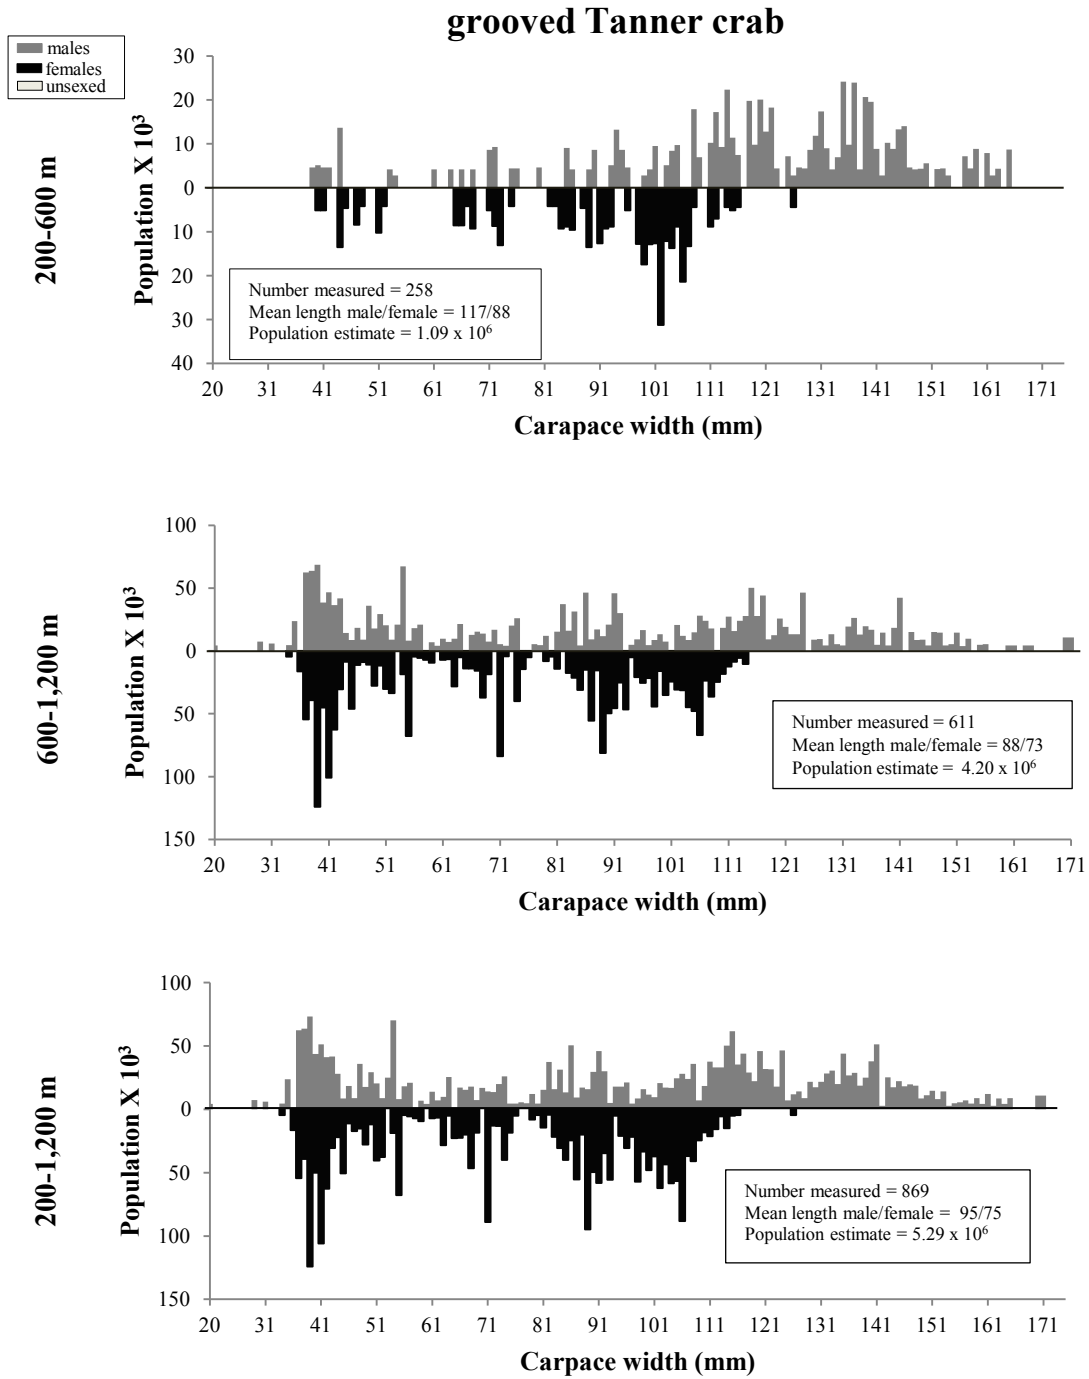 grooved Tanner crab
males
females
unsexed
200-600 m
Population X 10³
30
20
10
0
10
20
30
40
Number measured = 258
Mean length male/female = 117/88
Population estimate = 1.09 x 10⁶
20 31 41 51 61 71 81 91 101 111 121 131 141 151 161 171
Carapace width (mm)
600-1,200 m
Population X 10³
100
50
0
50
100
150
Number measured = 611
Mean length male/female = 88/73
Population estimate = 4.20 x 10⁶
20 31 41 51 61 71 81 91 101 111 121 131 141 151 161 171
Carapace width (mm)
200-1,200 m
Population X 10³
100
50
0
50
100
150
Number measured = 869
Mean length male/female = 95/75
Population estimate = 5.29 x 10⁶
20 31 41 51 61 71 81 91 101 111 121 131 141 151 161 171
Carpace width (mm)